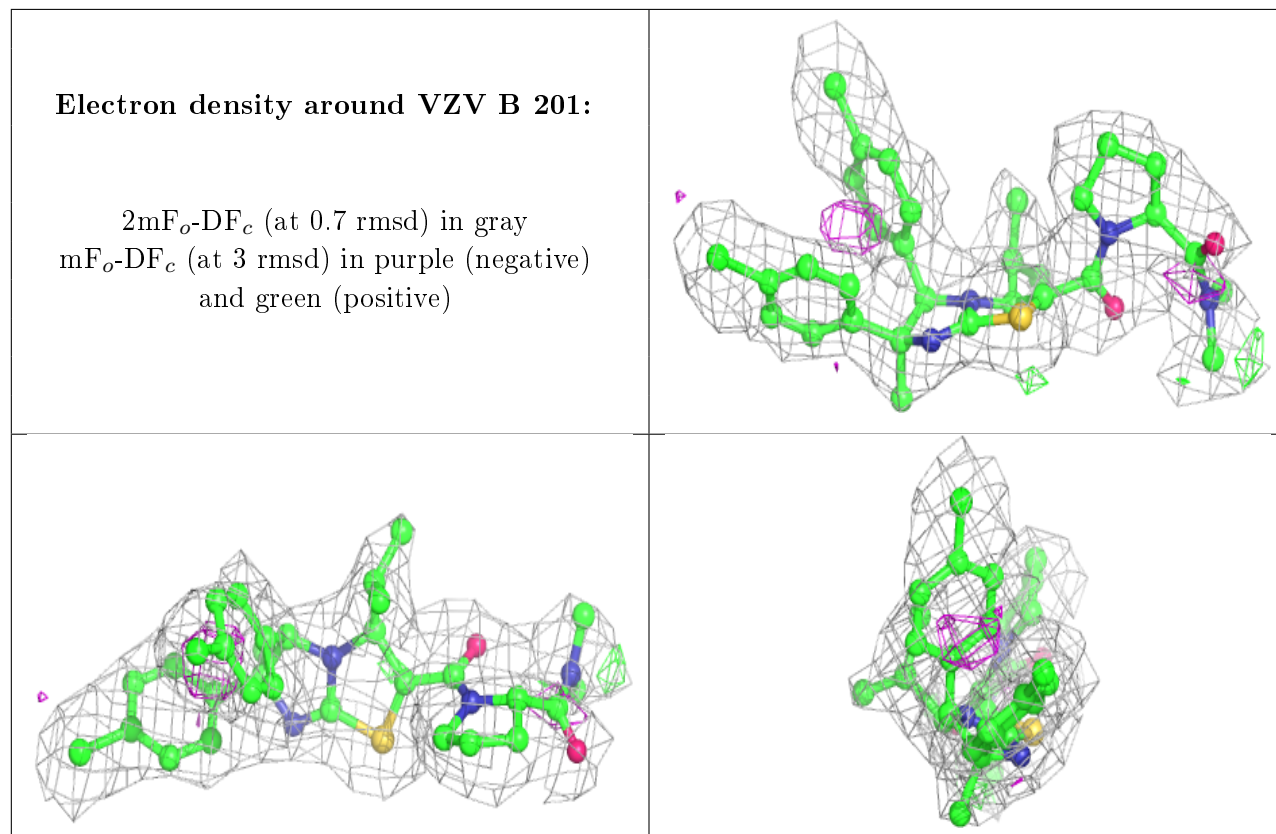 Electron density around VZV B 201:
2mFo-DFc (at 0.7 rmsd) in gray
mFo-DFc (at 3 rmsd) in purple (negative)
and green (positive)